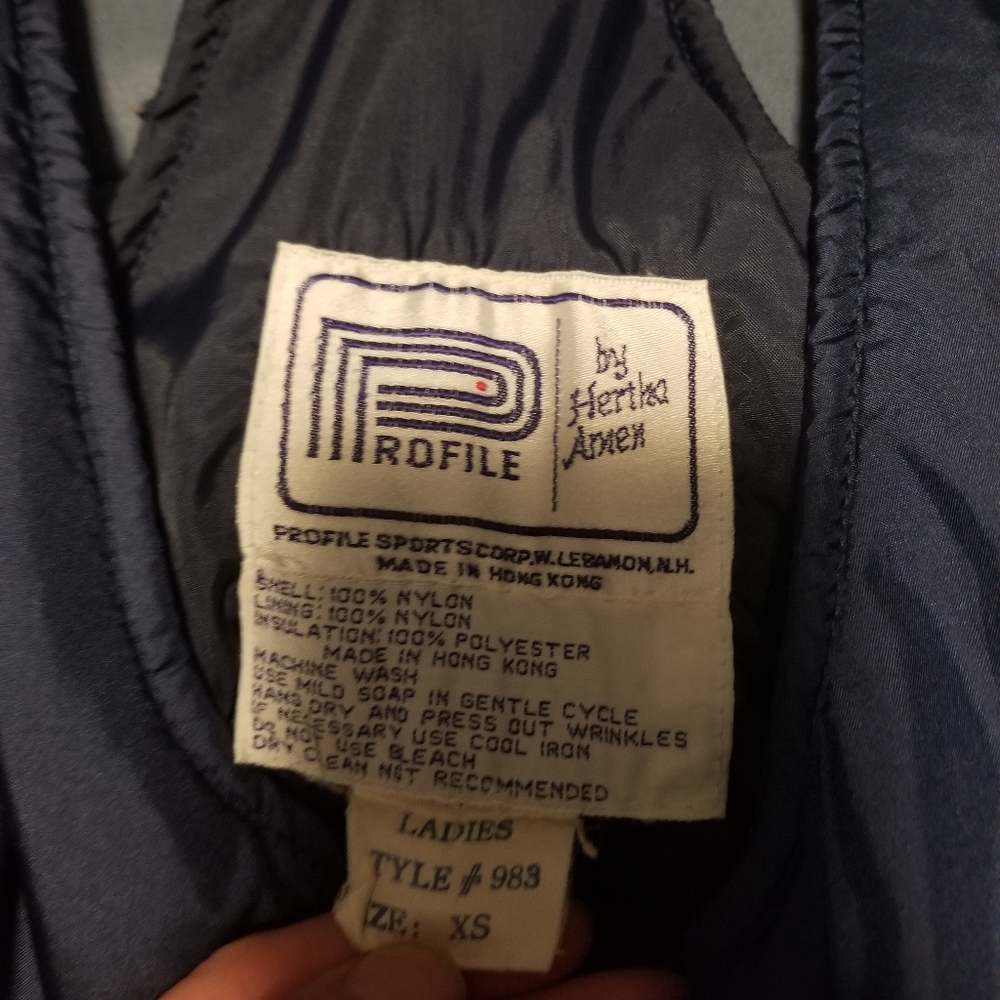 PROFILE
by
Hertha
Amen
PROFILE SPORTS CORP., W. LEBANON, N.H.
MADE IN HONG KONG
SHELL: 100% NYLON
LINING: 100% NYLON
INSULATION: 100% POLYESTER
MADE IN HONG KONG
MACHINE WASH
USE MILD SOAP IN GENTLE CYCLE
HANG DRY AND PRESS OUT WRINKLES
IF NECESSARY USE COOL IRON
DO NOT USE BLEACH
DRY CLEAN NOT RECOMMENDED
LADIES
TYLE # 983
ZE: XS